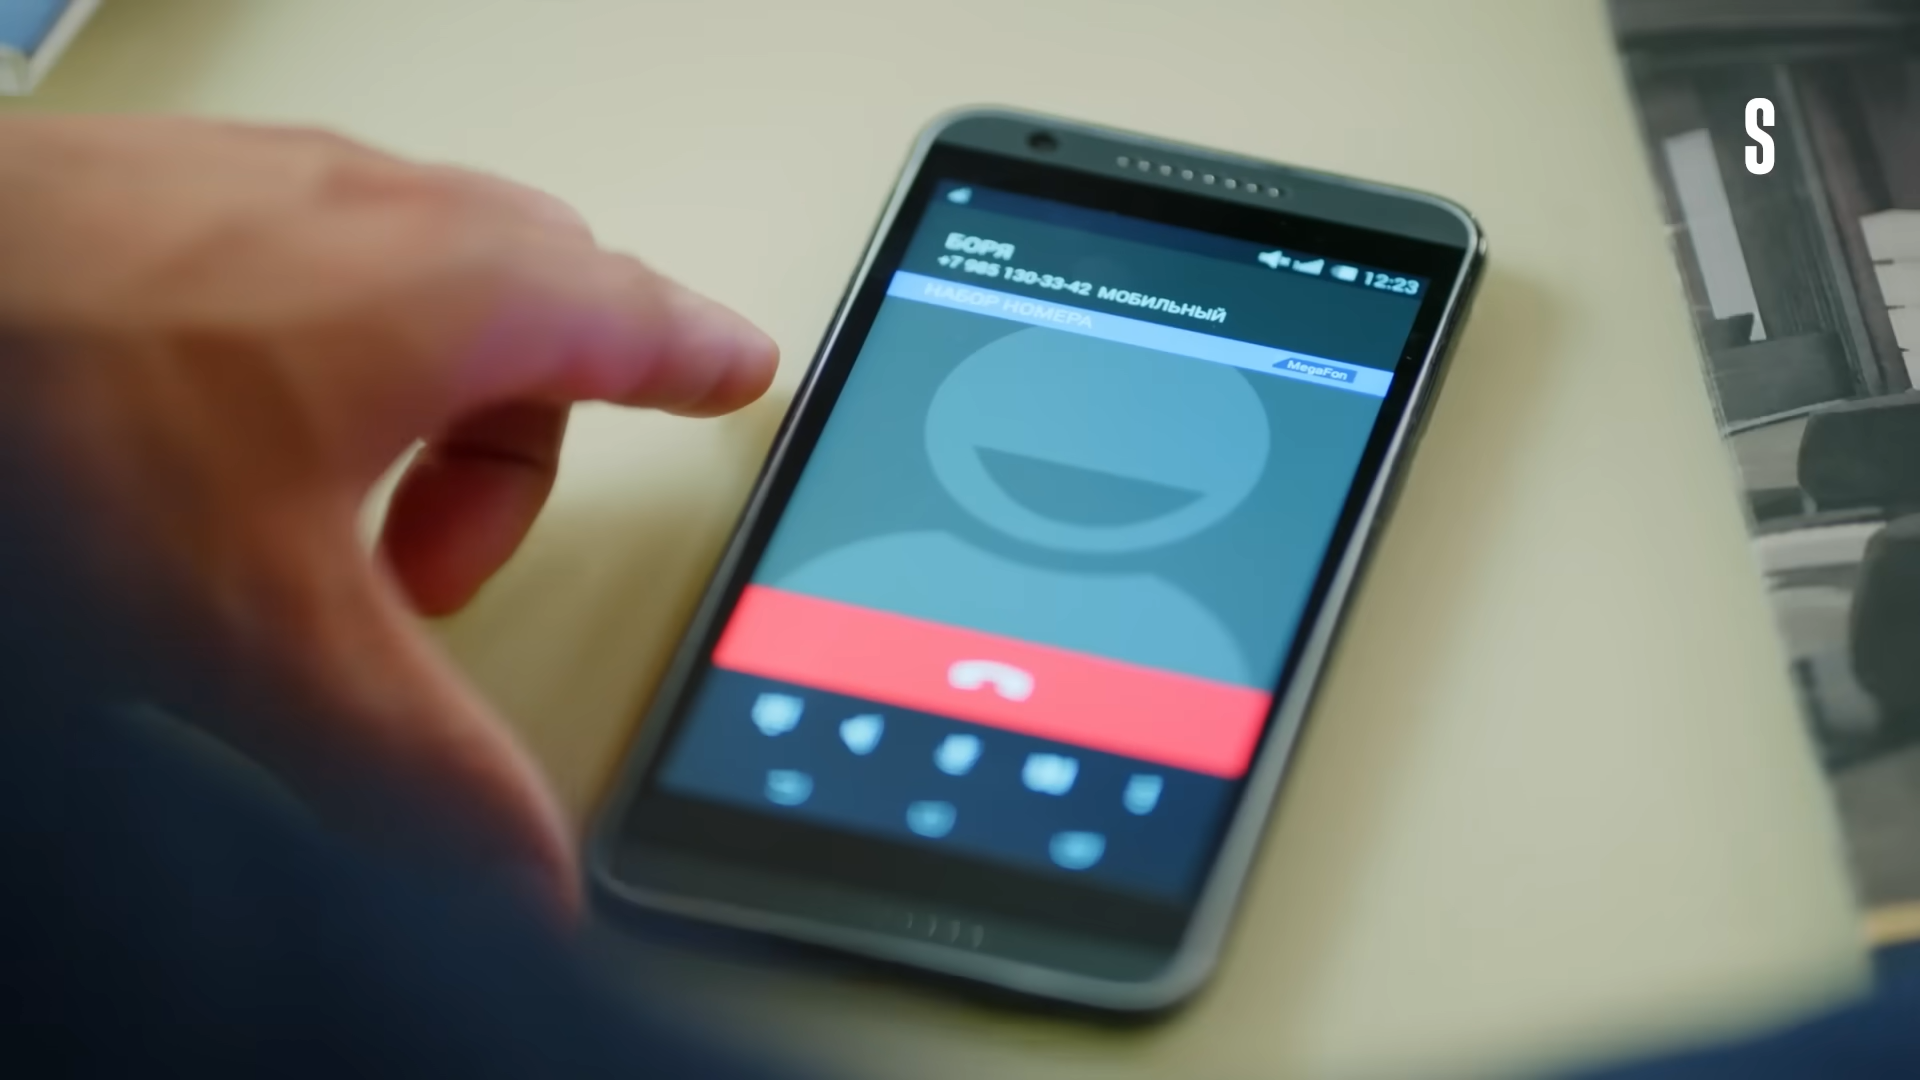 S
12:23
БОРЯ
+7 985 130-33-42 МОБИЛЬНЫЙ
НАБОР НОМЕРА
MegaFon